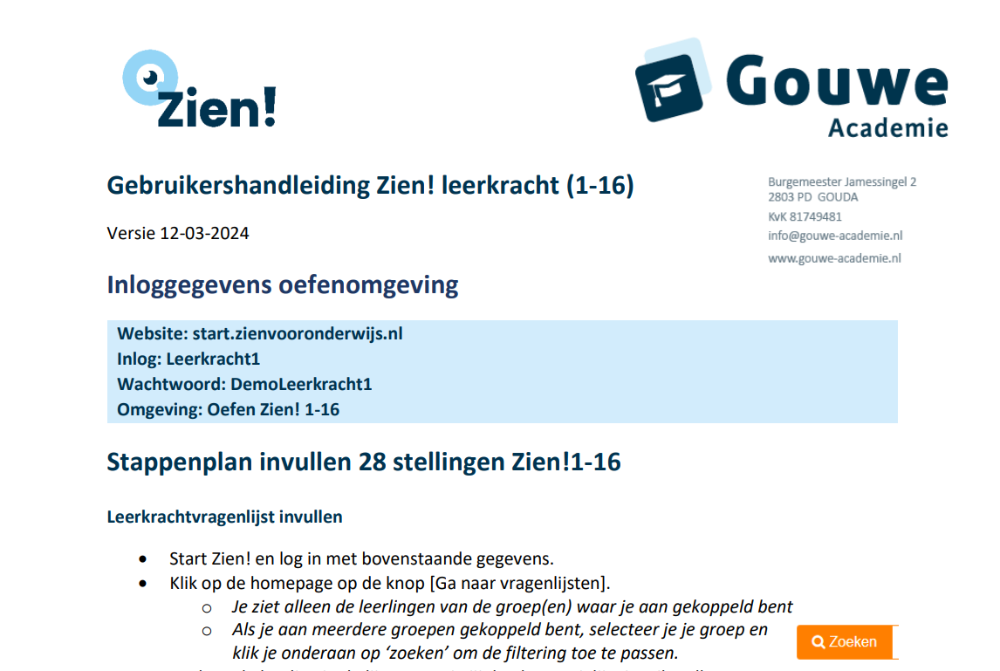 Zien!
Gouwe
Academie
Gebruikershandleiding Zien! leerkracht (1-16)
Burgemeester Jamessingel 2
2803 PD GOUDA
KvK 81749481
info@gouwe-academie.nl
www.gouwe-academie.nl
Versie 12-03-2024
Inloggegevens oefenomgeving
Website: start.zienvooronderwijs.nl
Inlog: Leerkracht1
Wachtwoord: DemoLeerkracht1
Omgeving: Oefen Zien! 1-16
Stappenplan invullen 28 stellingen Zien!1-16
Leerkrachtvragenlijst invullen
• Start Zien! en log in met bovenstaande gegevens.
• Klik op de homepage op de knop [Ga naar vragenlijsten].
o Je ziet alleen de leerlingen van de groep(en) waar je aan gekoppeld bent
o Als je aan meerdere groepen gekoppeld bent, selecteer je je groep en
klik je onderaan op ‘zoeken’ om de filtering toe te passen.
Zoeken